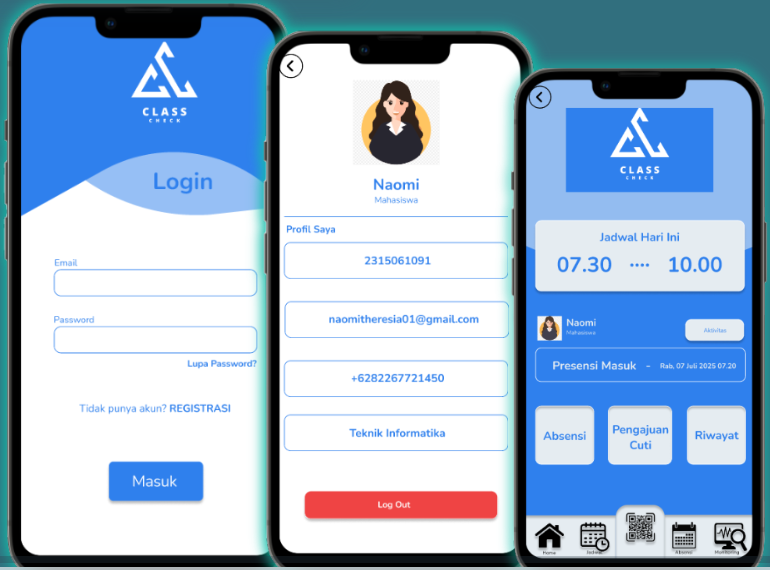 CLASS
CHECK
Login
Email
Password
Lupa Password?
Tidak punya akun? REGISTRASI
Masuk
Naomi
Mahasiswa
Profil Saya
2315061091
naomitheresia01@gmail.com
+6282267721450
Teknik Informatika
Log Out
CLASS
CHECK
Jadwal Hari Ini
07.30 ···· 10.00
Naomi
Mahasiswa
Aktivitas
Presensi Masuk - Rab, 07 Juli 2025 07.20
Absensi
Pengajuan
Cuti
Riwayat
Home
Jadwal
Absensi
Monitoring